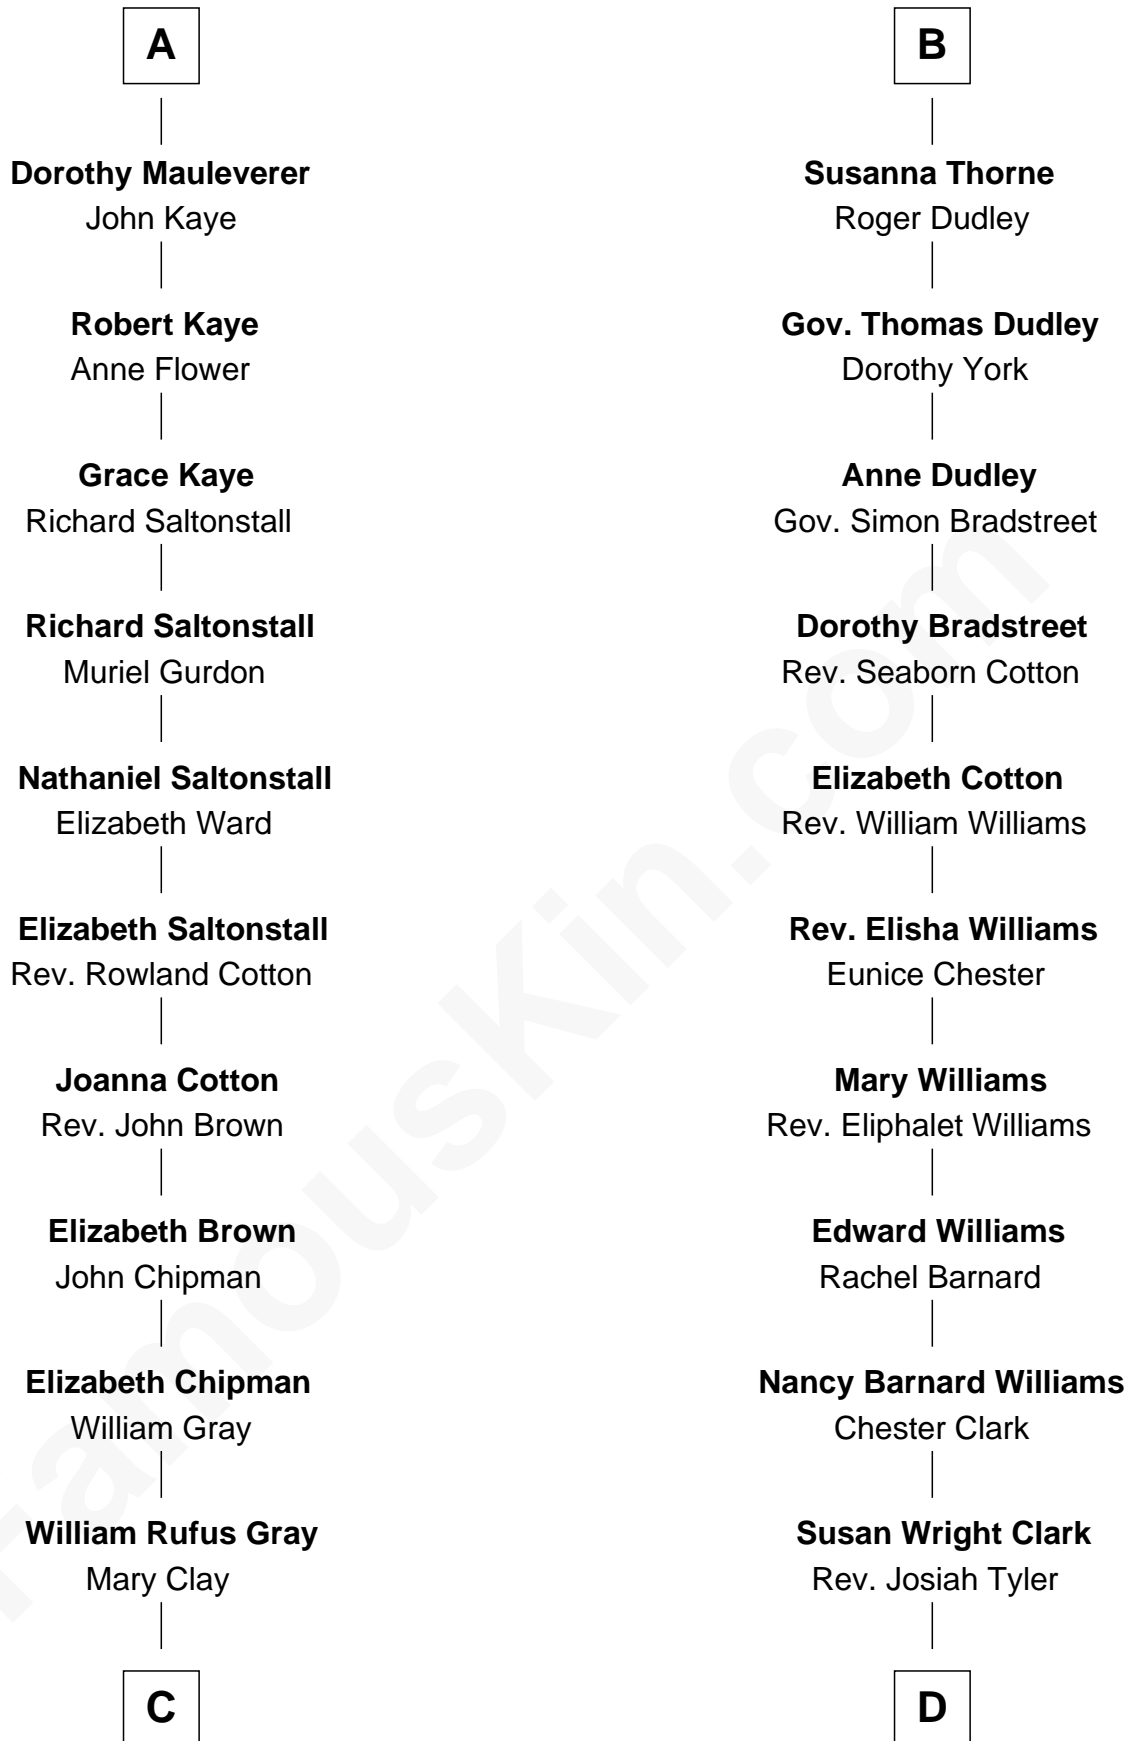 A
Dorothy Mauleverer
John Kaye
Robert Kaye
Anne Flower
Grace Kaye
Richard Saltonstall
Richard Saltonstall
Muriel Gurdon
Nathaniel Saltonstall
Elizabeth Ward
Elizabeth Saltonstall
Rev. Rowland Cotton
Joanna Cotton
Rev. John Brown
Elizabeth Brown
John Chipman
Elizabeth Chipman
William Gray
William Rufus Gray
Mary Clay
C
B
Susanna Thorne
Roger Dudley
Gov. Thomas Dudley
Dorothy York
Anne Dudley
Gov. Simon Bradstreet
Dorothy Bradstreet
Rev. Seaborn Cotton
Elizabeth Cotton
Rev. William Williams
Rev. Elisha Williams
Eunice Chester
Mary Williams
Rev. Eliphalet Williams
Edward Williams
Rachel Barnard
Nancy Barnard Williams
Chester Clark
Susan Wright Clark
Rev. Josiah Tyler
D
FamousKin.com